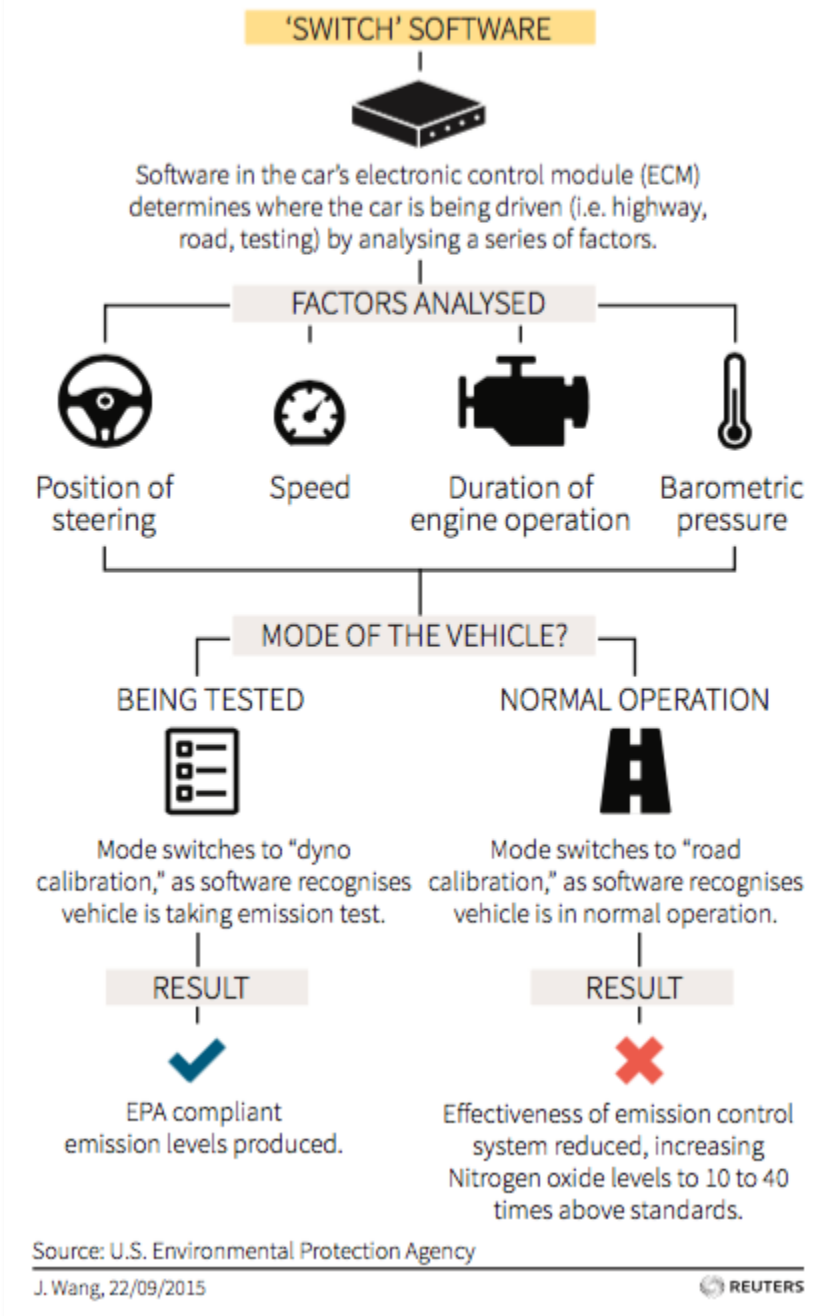 ‘SWITCH’ SOFTWARE
Software in the car’s electronic control module (ECM)
determines where the car is being driven (i.e. highway,
road, testing) by analysing a series of factors.
FACTORS ANALYSED
Position of
steering
Speed
Duration of
engine operation
Barometric
pressure
MODE OF THE VEHICLE?
BEING TESTED
Mode switches to “dyno
calibration,” as software recognises
vehicle is taking emission test.
RESULT
EPA compliant
emission levels produced.
NORMAL OPERATION
Mode switches to “road
calibration,” as software recognises
vehicle is in normal operation.
RESULT
Effectiveness of emission control
system reduced, increasing
Nitrogen oxide levels to 10 to 40
times above standards.
Source: U.S. Environmental Protection Agency
J. Wang, 22/09/2015
REUTERS